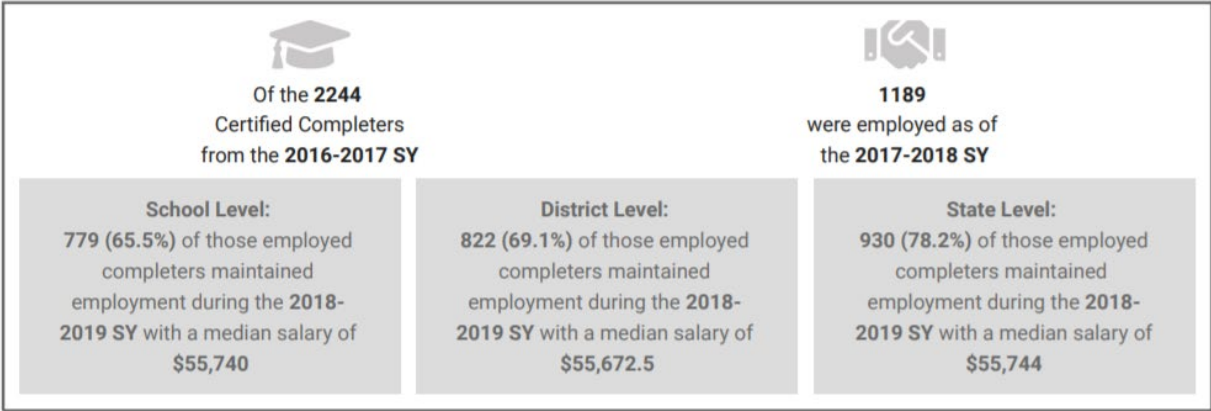 Of the 2244
Certified Completers
from the 2016-2017 SY
1189
were employed as of
the 2017-2018 SY
School Level:
779 (65.5%) of those employed
completers maintained
employment during the 2018-
2019 SY with a median salary of
$55,740
District Level:
822 (69.1%) of those employed
completers maintained
employment during the 2018-
2019 SY with a median salary of
$55,672.5
State Level:
930 (78.2%) of those employed
completers maintained
employment during the 2018-
2019 SY with a median salary of
$55,744